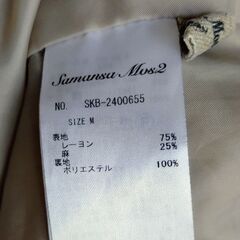 Samansa Mos2
NO. SKB-2400655
SIZE M
表地 75%
レーヨン 25%
麻
裏地 100%
ポリエステル